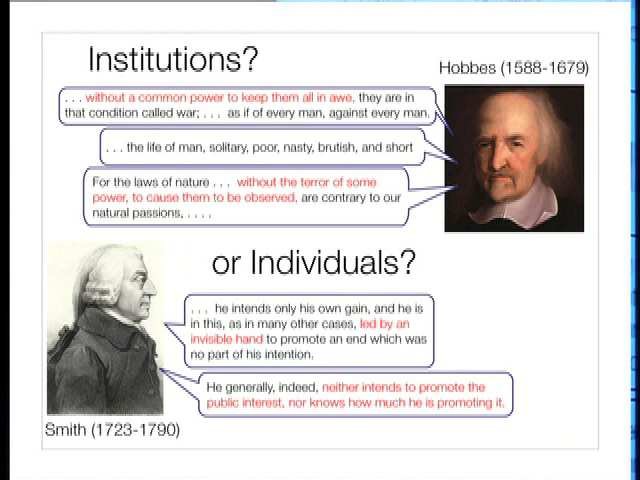 Institutions?
Hobbes (1588-1679)
. . . without a common power to keep them all in awe, they are in
that condition called war; . . . as if of every man, against every man.
. . . the life of man, solitary, poor, nasty, brutish, and short
For the laws of nature . . . without the terror of some
power, to cause them to be observed, are contrary to our
natural passions, . . . .
or Individuals?
. . . he intends only his own gain, and he is
in this, as in many other cases, led by an
invisible hand to promote an end which was
no part of his intention.
He generally, indeed, neither intends to promote the
public interest, nor knows how much he is promoting it.
Smith (1723-1790)